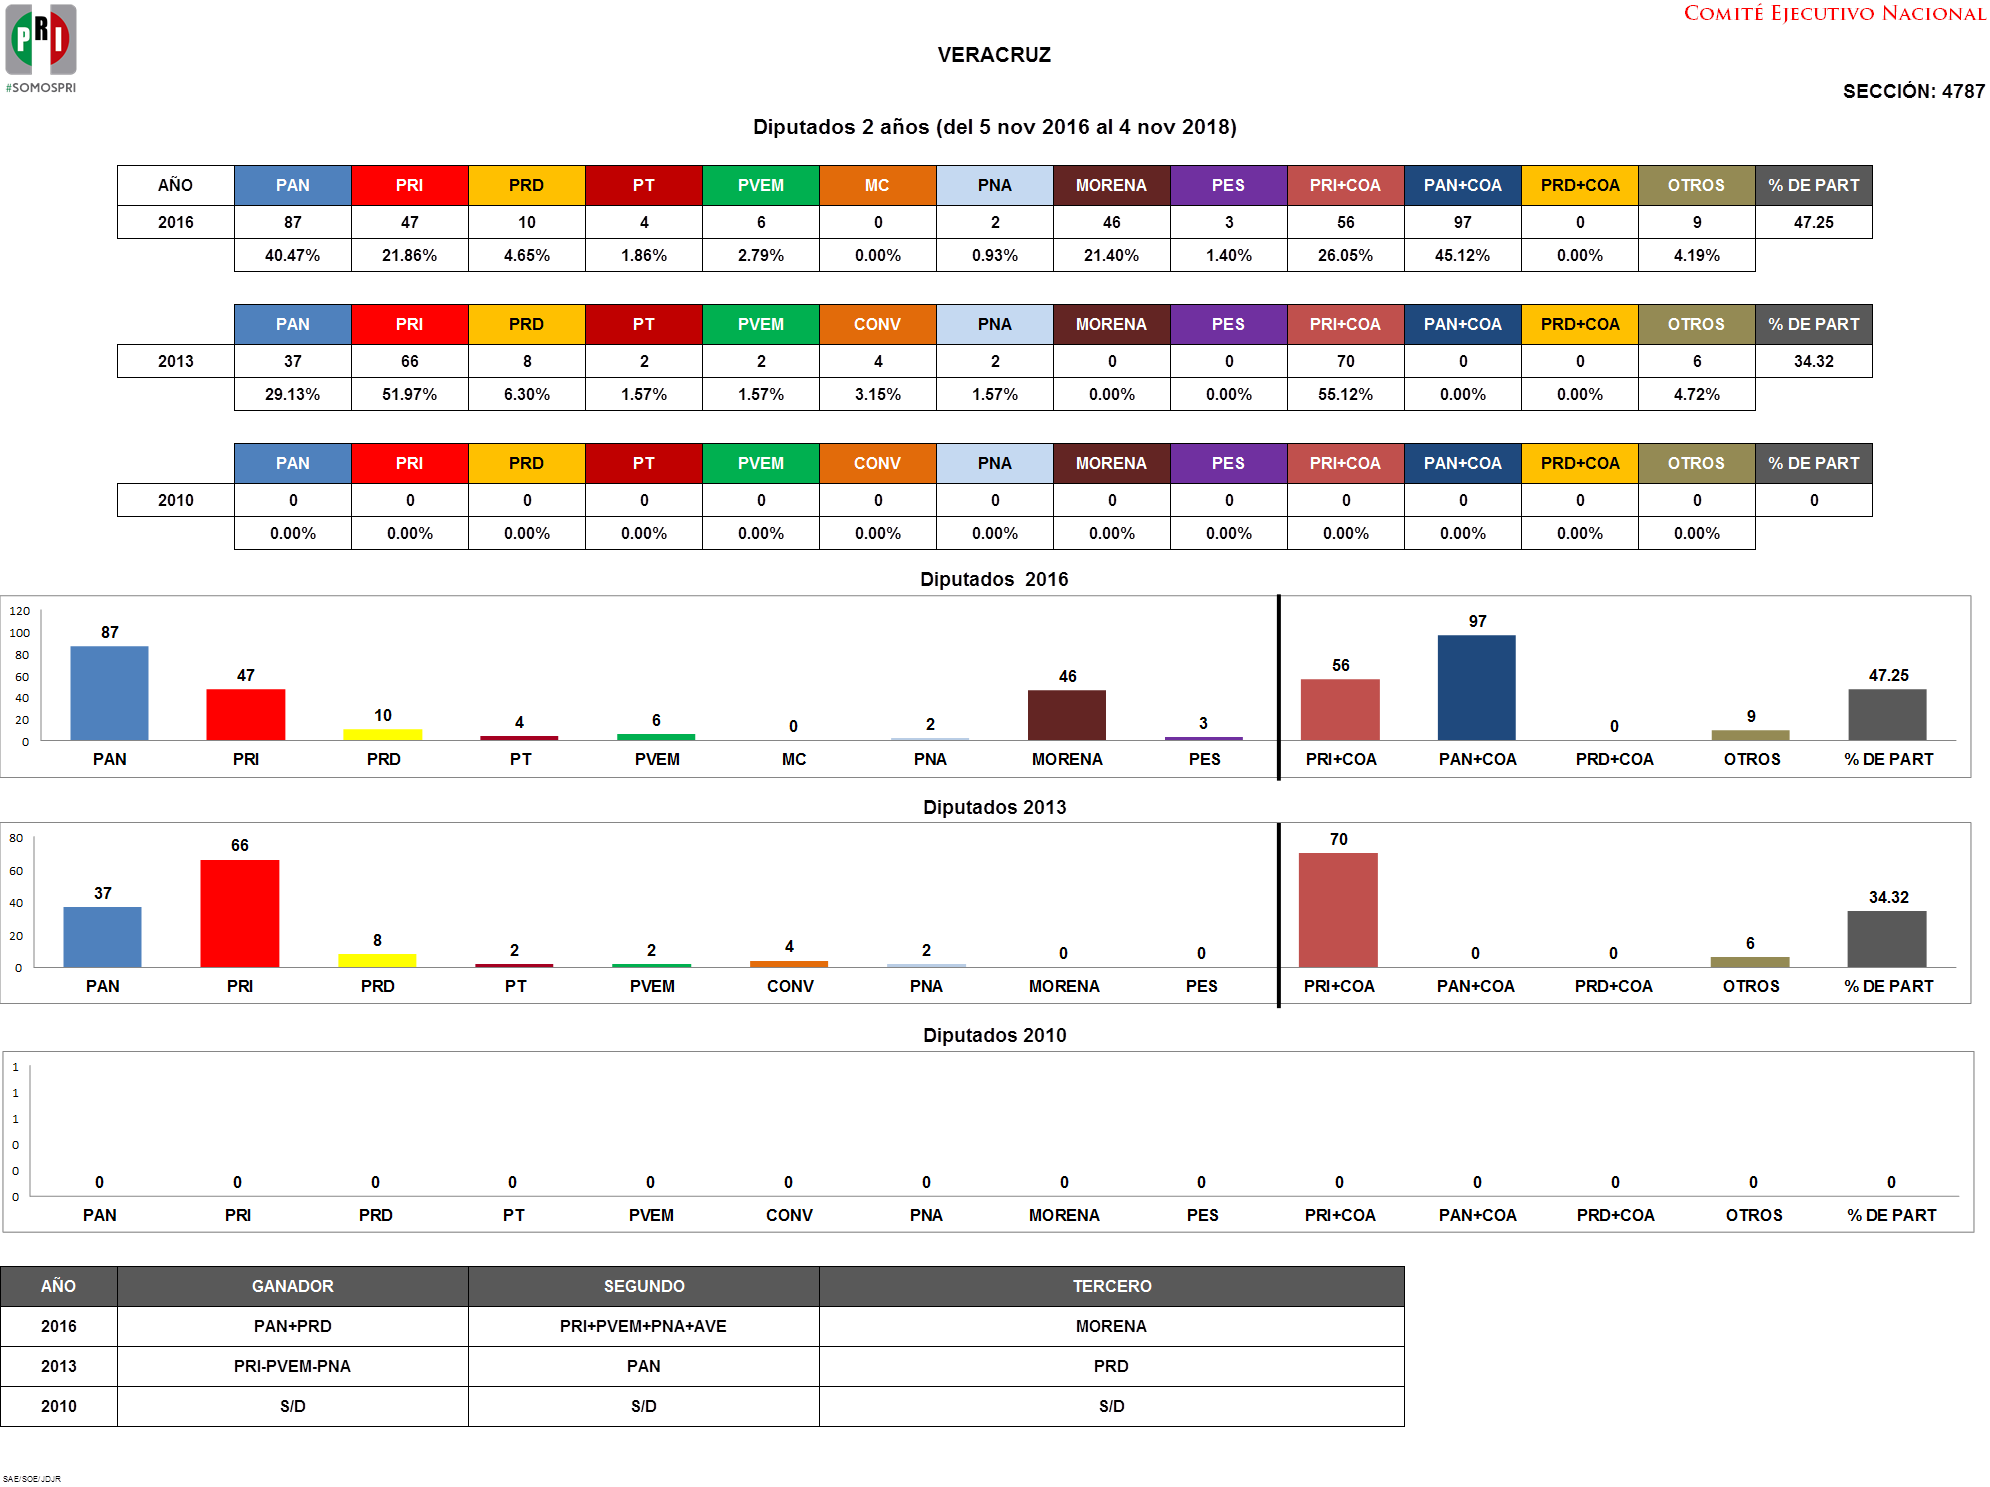 PRI
#SOMOSPRI
COMITÉ EJECUTIVO NACIONAL
VERACRUZ
SECCIÓN: 4787
Diputados 2 años (del 5 nov 2016 al 4 nov 2018)
AÑO PAN PRI PRD PT PVEM MC PNA MORENA PES PRI+COA PAN+COA PRD+COA OTROS % DE PART
2016 87 47 10 4 6 0 2 46 3 56 97 0 9 47.25
40.47% 21.86% 4.65% 1.86% 2.79% 0.00% 0.93% 21.40% 1.40% 26.05% 45.12% 0.00% 4.19%
PAN PRI PRD PT PVEM CONV PNA MORENA PES PRI+COA PAN+COA PRD+COA OTROS % DE PART
2013 37 66 8 2 2 4 2 0 0 70 0 0 6 34.32
29.13% 51.97% 6.30% 1.57% 1.57% 3.15% 1.57% 0.00% 0.00% 55.12% 0.00% 0.00% 4.72%
PAN PRI PRD PT PVEM CONV PNA MORENA PES PRI+COA PAN+COA PRD+COA OTROS % DE PART
2010 0 0 0 0 0 0 0 0 0 0 0 0 0 0
0.00% 0.00% 0.00% 0.00% 0.00% 0.00% 0.00% 0.00% 0.00% 0.00% 0.00% 0.00% 0.00%
Diputados 2016
120
100
80
60
40
20
0
87 47 10 4 6 0 2 46 3 56 97 0 9 47.25
PAN PRI PRD PT PVEM MC PNA MORENA PES PRI+COA PAN+COA PRD+COA OTROS % DE PART
Diputados 2013
80
60
40
20
0
37 66 8 2 2 4 2 0 0 70 0 0 6 34.32
PAN PRI PRD PT PVEM CONV PNA MORENA PES PRI+COA PAN+COA PRD+COA OTROS % DE PART
Diputados 2010
1
1
1
0
0
0
0 0 0 0 0 0 0 0 0 0 0 0 0 0
PAN PRI PRD PT PVEM CONV PNA MORENA PES PRI+COA PAN+COA PRD+COA OTROS % DE PART
AÑO GANADOR SEGUNDO TERCERO
2016 PAN+PRD PRI+PVEM+PNA+AVE MORENA
2013 PRI-PVEM-PNA PAN PRD
2010 S/D S/D S/D
SAE/SOE/JDJR